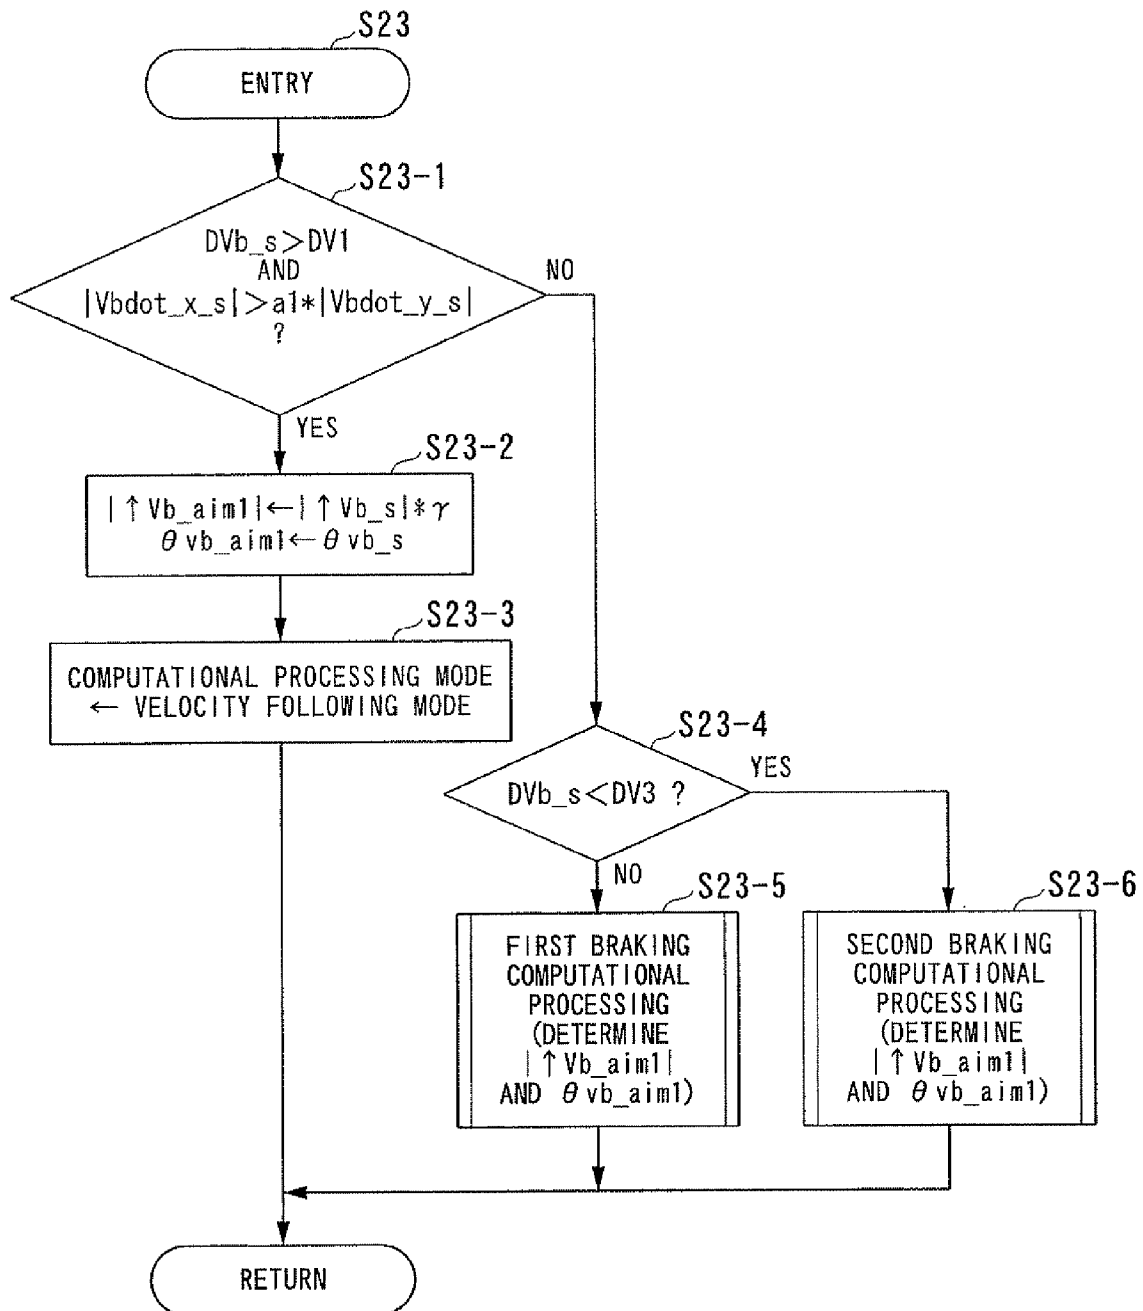 S23
ENTRY
S23-1
DVb_s>DV1
AND
|Vbdot_x_s|>a1*|Vbdot_y_s|
?
NO
YES
S23-2
|↑Vb_aim1|←|↑Vb_s|*γ
θvb_aim1←θvb_s
S23-3
COMPUTATIONAL PROCESSING MODE
← VELOCITY FOLLOWING MODE
S23-4
DVb_s<DV3 ?
YES
NO
S23-5
FIRST BRAKING
COMPUTATIONAL
PROCESSING
(DETERMINE
|↑Vb_aim1|
AND θvb_aim1)
S23-6
SECOND BRAKING
COMPUTATIONAL
PROCESSING
(DETERMINE
|↑Vb_aim1|
AND θvb_aim1)
RETURN